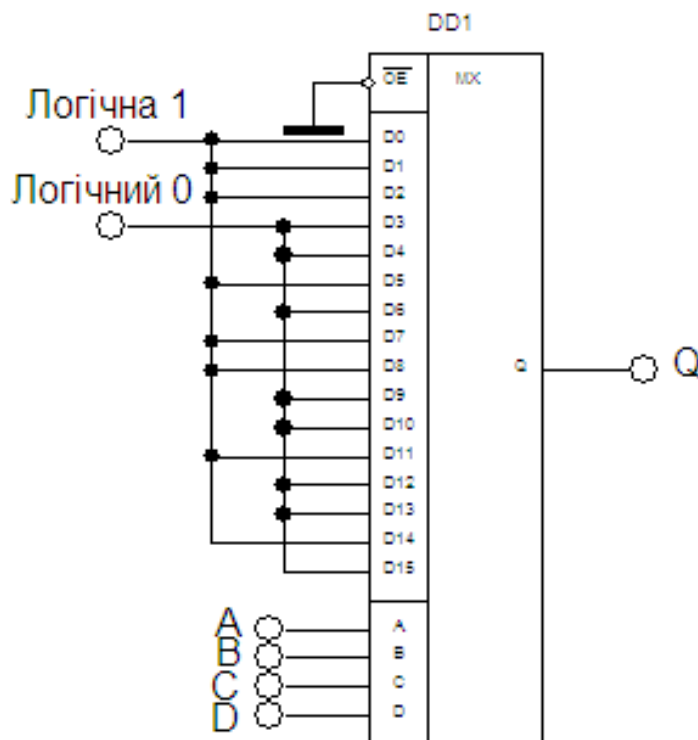 DD1
OE MX
Логічна 1
D0
D1
D2
Логічний 0
D3
D4
D5
D6
D7
D8 Q Q
D9
D10
D11
D12
D13
D14
D15
A A
B B
C C
D D